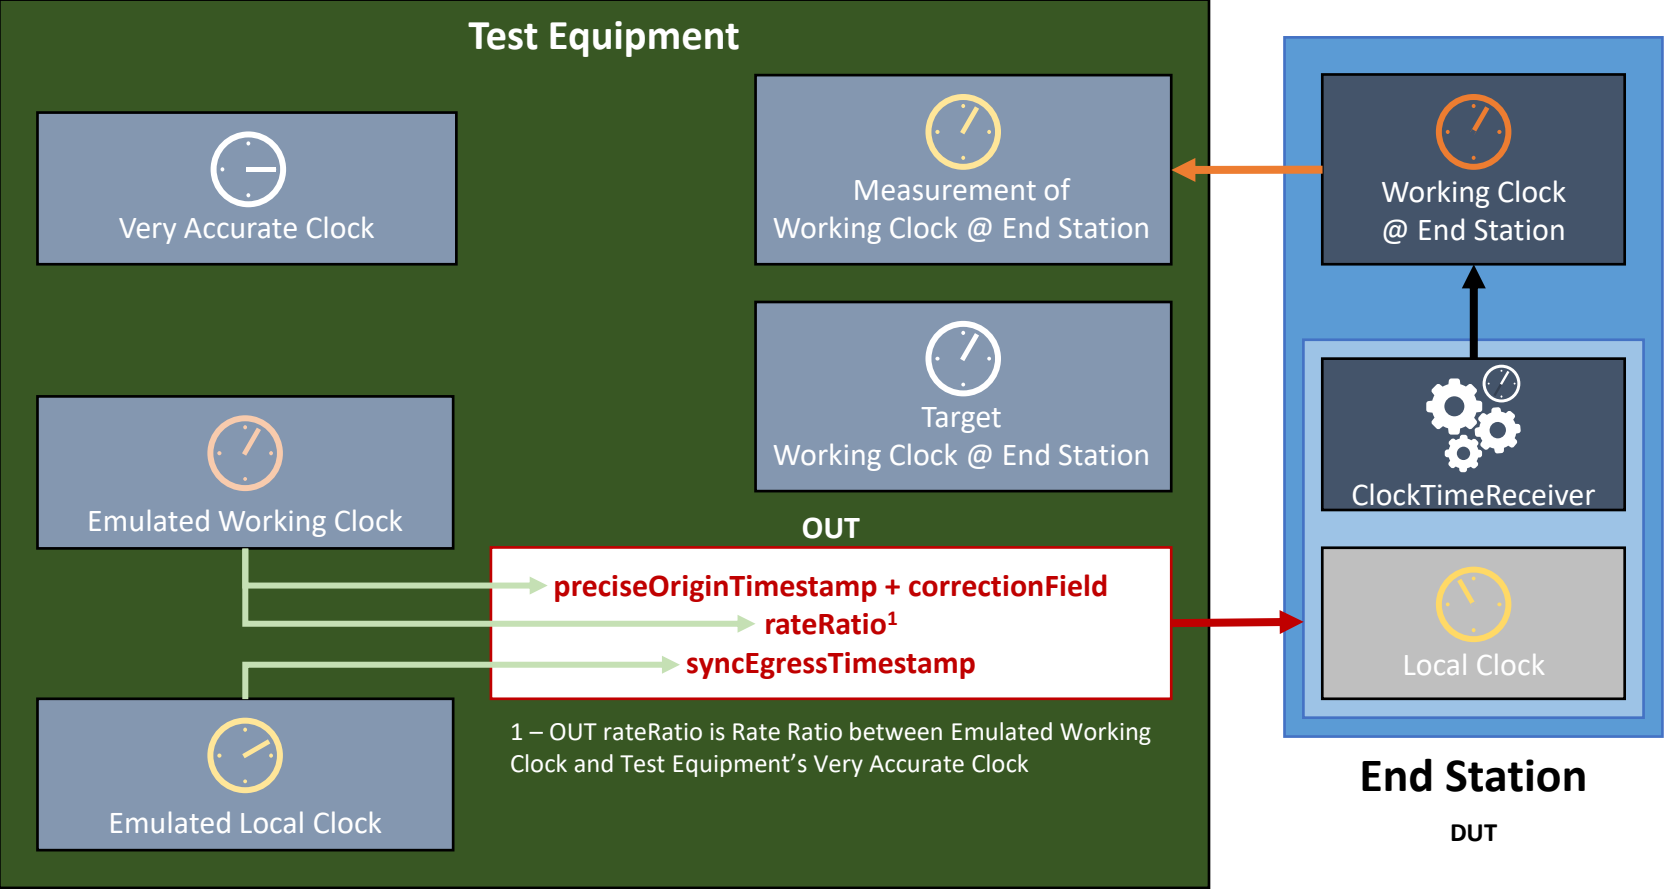 Test Equipment
Very Accurate Clock
Measurement of
Working Clock @ End Station
Working Clock
@ End Station
Target
Working Clock @ End Station
ClockTimeReceiver
Emulated Working Clock
OUT
preciseOriginTimestamp + correctionField
rateRatio¹
syncEgressTimestamp
Local Clock
1 – OUT rateRatio is Rate Ratio between Emulated Working
Clock and Test Equipment's Very Accurate Clock
Emulated Local Clock
End Station
DUT